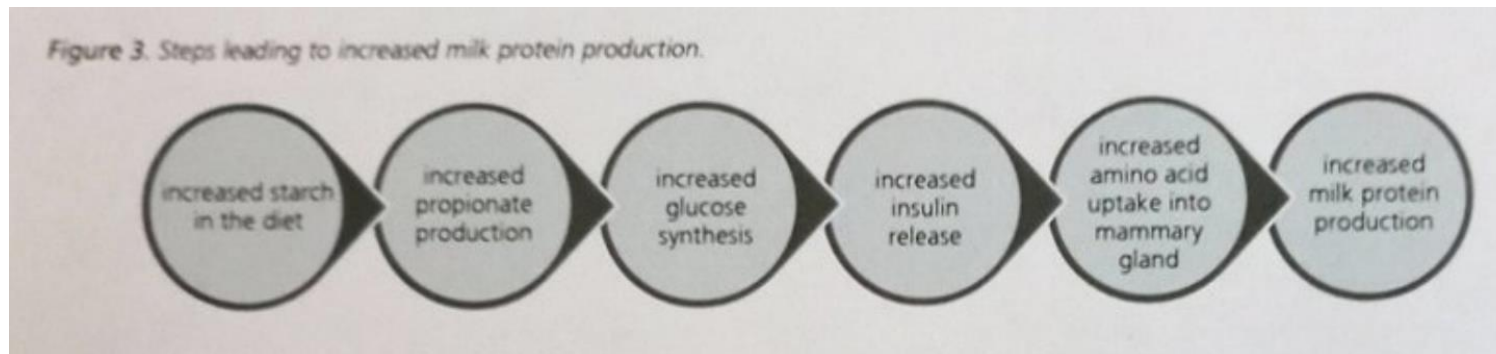 Figure 3. Steps leading to increased milk protein production.
increased starch
in the diet
increased
propionate
production
increased
glucose
synthesis
increased
insulin
release
increased
amino acid
uptake into
mammary
gland
increased
milk protein
production